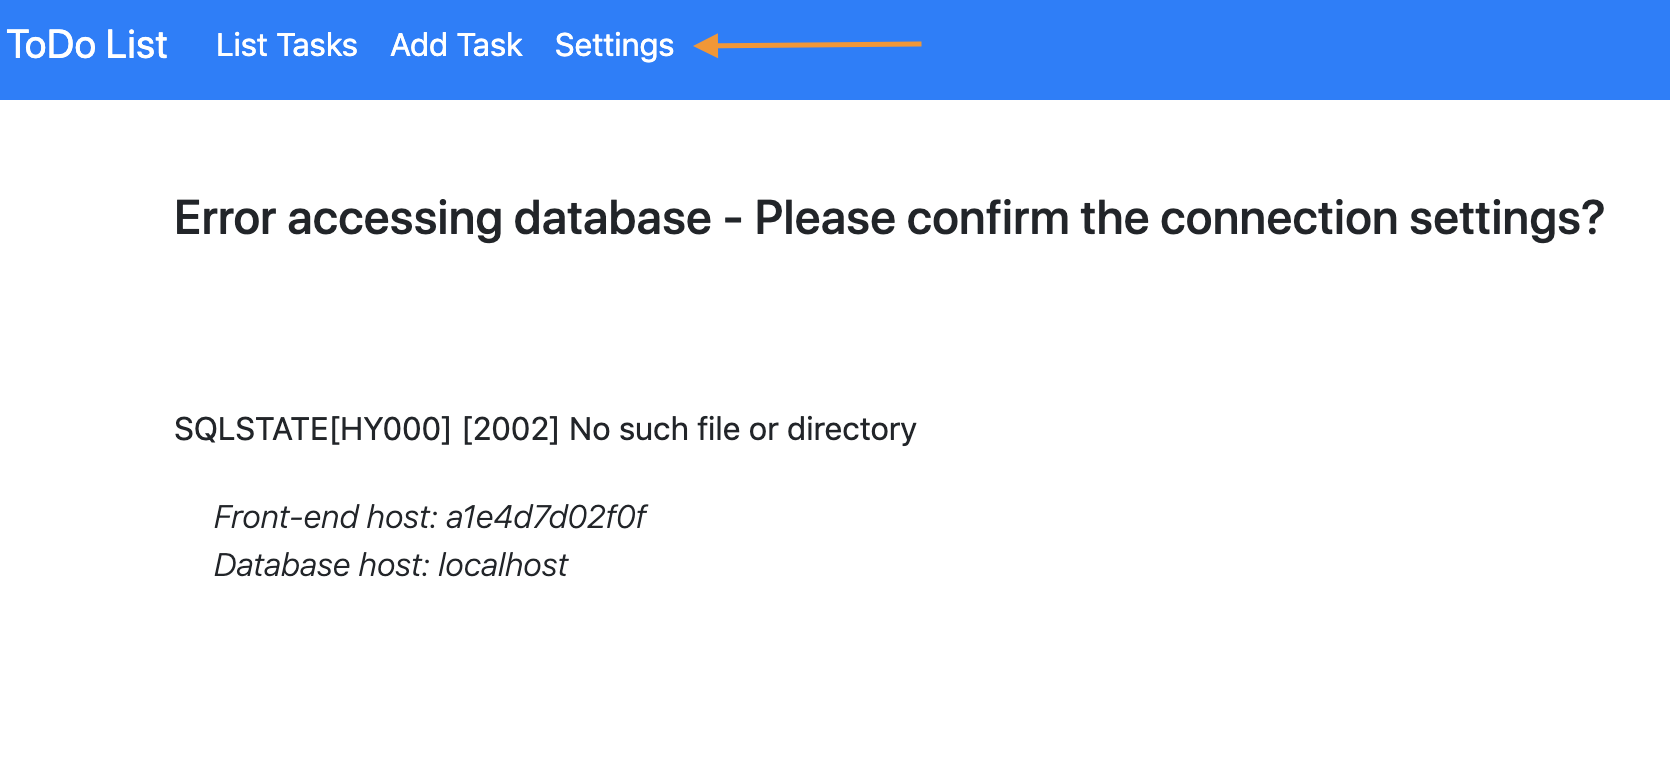 ToDo List List Tasks Add Task Settings
Error accessing database - Please confirm the connection settings?
SQLSTATE[HY000] [2002] No such file or directory
Front-end host: a1e4d7d02f0f
Database host: localhost